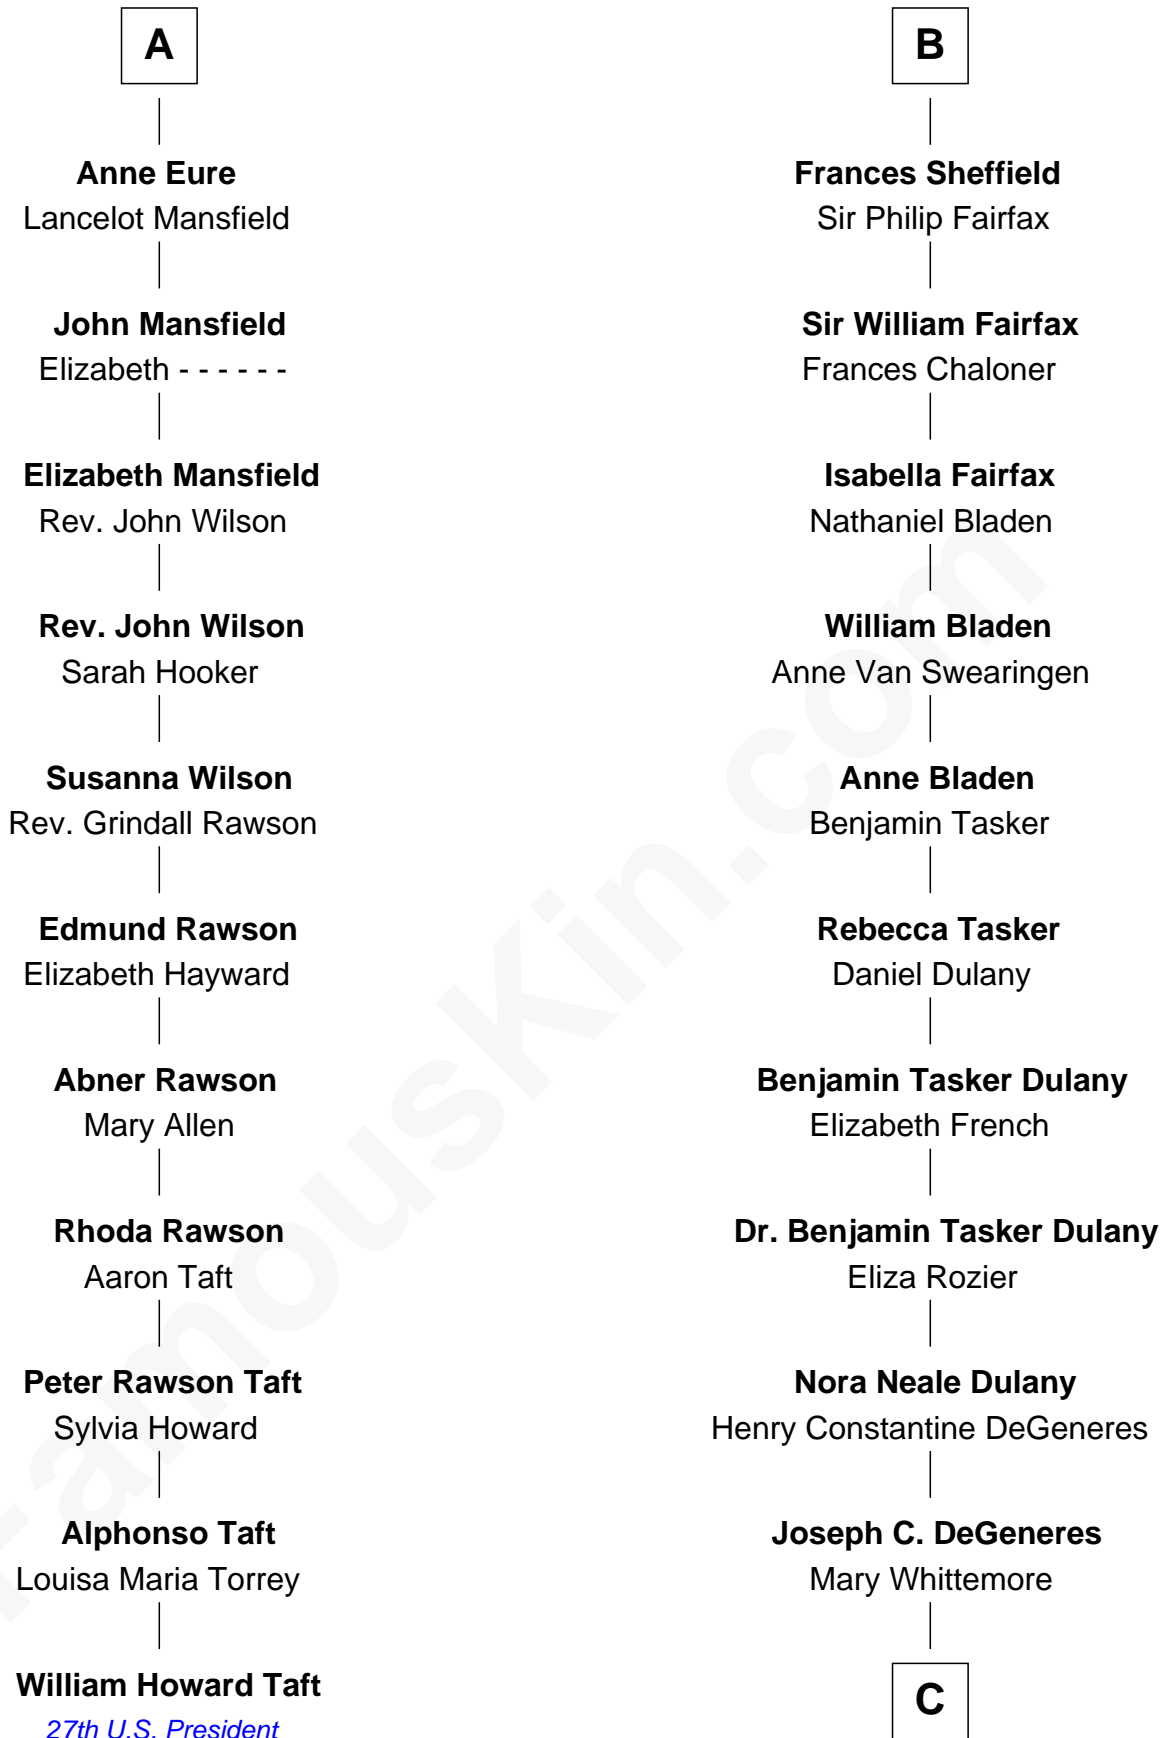 A
Anne Eure
Lancelot Mansfield
John Mansfield
Elizabeth - - - - - -
Elizabeth Mansfield
Rev. John Wilson
Rev. John Wilson
Sarah Hooker
Susanna Wilson
Rev. Grindall Rawson
Edmund Rawson
Elizabeth Hayward
Abner Rawson
Mary Allen
Rhoda Rawson
Aaron Taft
Peter Rawson Taft
Sylvia Howard
Alphonso Taft
Louisa Maria Torrey
William Howard Taft
27th U.S. President
B
Frances Sheffield
Sir Philip Fairfax
Sir William Fairfax
Frances Chaloner
Isabella Fairfax
Nathaniel Bladen
William Bladen
Anne Van Swearingen
Anne Bladen
Benjamin Tasker
Rebecca Tasker
Daniel Dulany
Benjamin Tasker Dulany
Elizabeth French
Dr. Benjamin Tasker Dulany
Eliza Rozier
Nora Neale Dulany
Henry Constantine DeGeneres
Joseph C. DeGeneres
Mary Whittemore
C
FamousKin.com